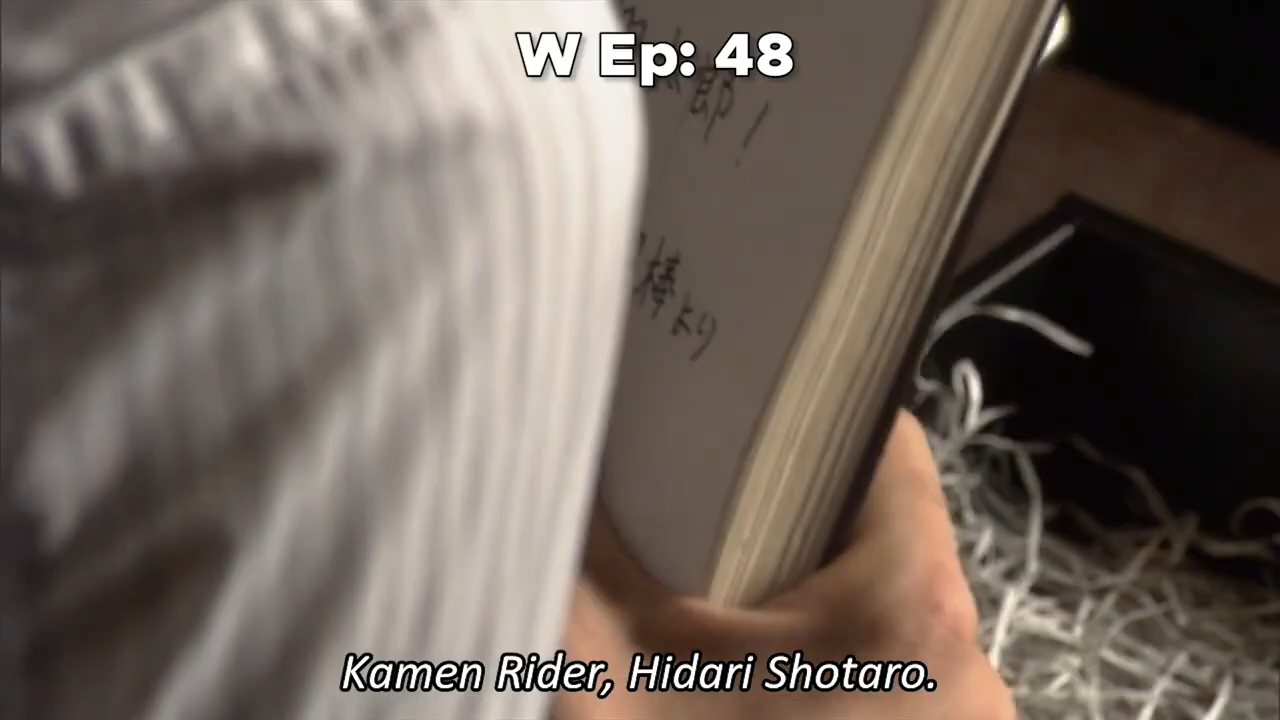 W Ep: 48
郎！
棒より
Kamen Rider, Hidari Shotaro.